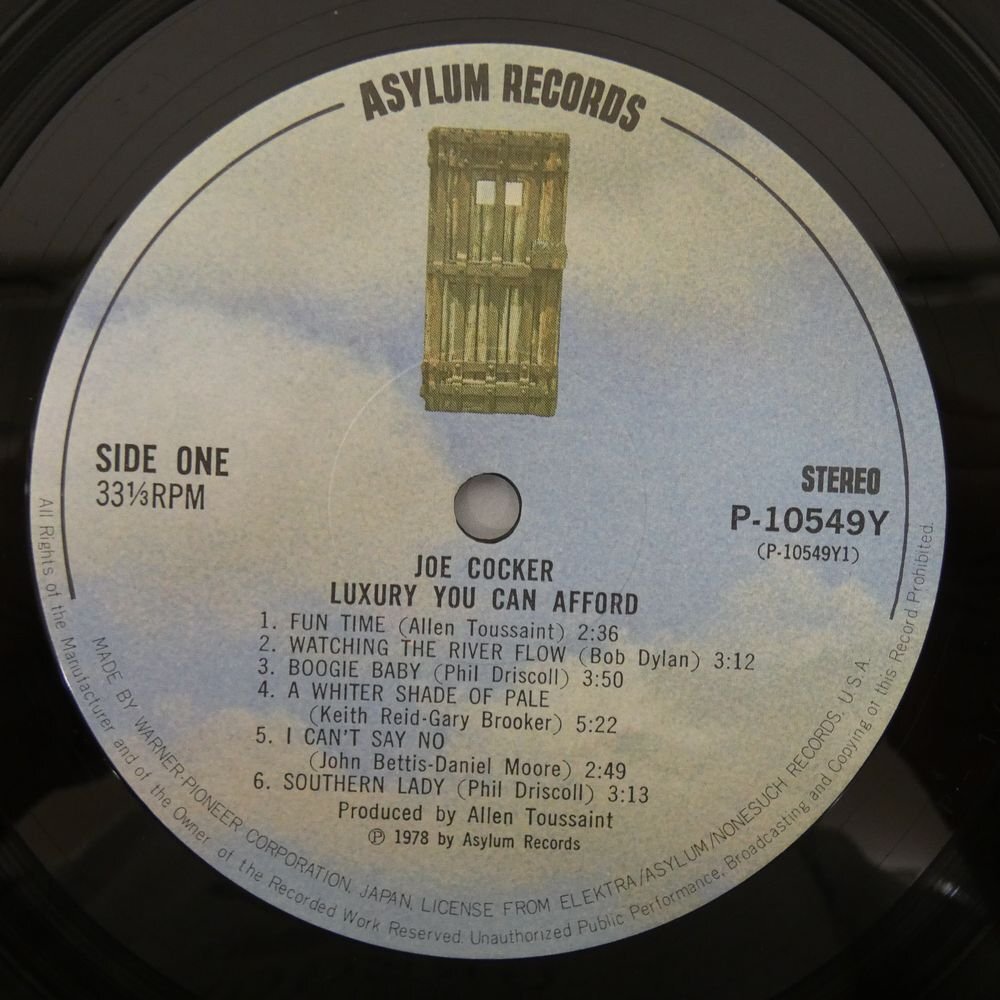 ASYLUM RECORDS
SIDE ONE
33⅓RPM
STEREO
P-10549Y
(P-10549Y1)
JOE COCKER
LUXURY YOU CAN AFFORD
1. FUN TIME (Allen Toussaint) 2:36
2. WATCHING THE RIVER FLOW (Bob Dylan) 3:12
3. BOOGIE BABY (Phil Driscoll) 3:50
4. A WHITER SHADE OF PALE
(Keith Reid-Gary Brooker) 5:22
5. I CAN'T SAY NO
(John Bettis-Daniel Moore) 2:49
6. SOUTHERN LADY (Phil Driscoll) 3:13
Produced by Allen Toussaint
℗ 1978 by Asylum Records
MADE BY WARNER-PIONEER CORPORATION, JAPAN, LICENSE FROM ELEKTRA/ASYLUM/NONESUCH RECORDS, U.S.A.
All Rights of the Manufacturer and of the Owner of the Recorded Work Reserved. Unauthorized Public Performance, Broadcasting and Copying of this Record Prohibited.